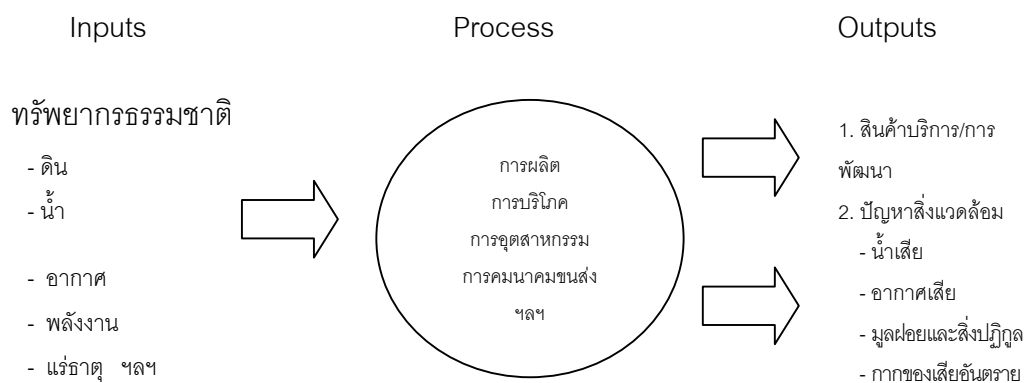 Inputs
Process
Outputs
ทรัพยากรธรรมชาติ
- ดิน
- น้ำ
- อากาศ
- พลังงาน
- แร่ธาตุ ฯลฯ
การผลิต
การบริโภค
การอุตสาหกรรม
การคมนาคมขนส่ง
ฯลฯ
1. สินค้าบริการ/การ
พัฒนา
2. ปัญหาสิ่งแวดล้อม
- น้ำเสีย
- อากาศเสีย
- มูลฝอยและสิ่งปฏิกูล
- กากของเสียอันตราย